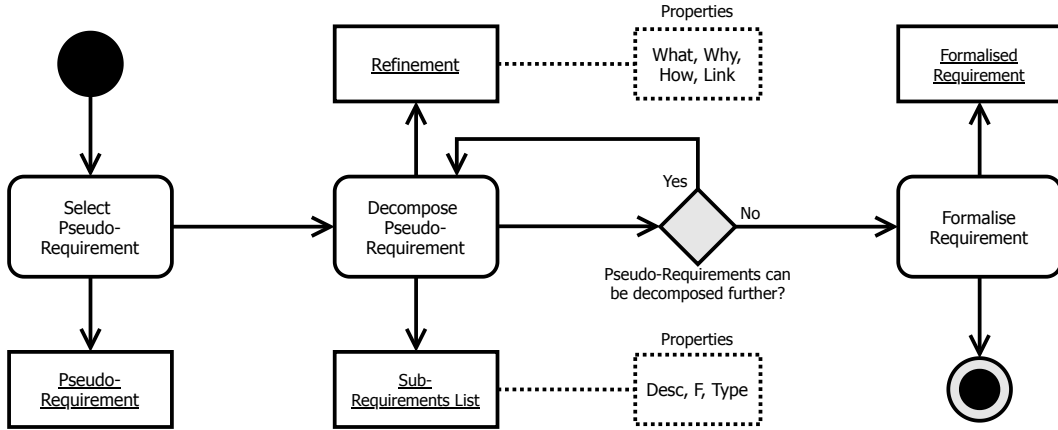 Properties
Refinement
What, Why,
How, Link
Formalised
Requirement
Select
Pseudo-
Requirement
Decompose
Pseudo-
Requirement
Yes
No
Formalise
Requirement
Pseudo-Requirements can
be decomposed further?
Properties
Pseudo-
Requirement
Sub-
Requirements List
Desc, F, Type